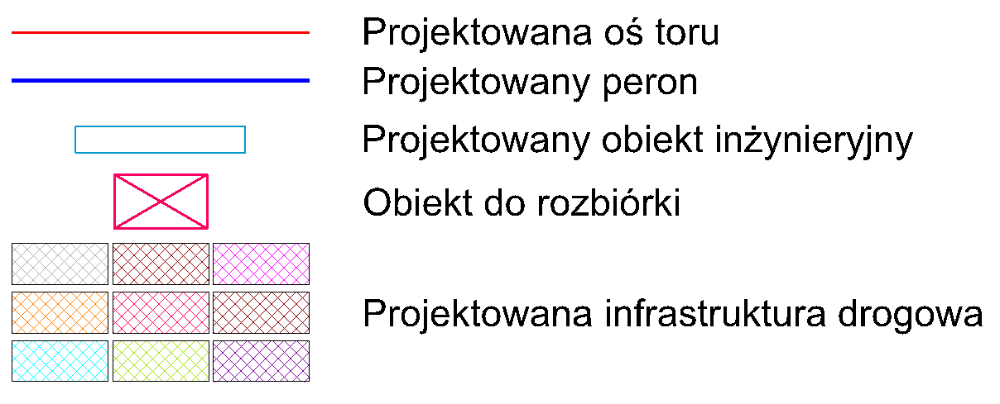 Projektowana oś toru
Projektowany peron
Projektowany obiekt inżynieryjny
Obiekt do rozbiórki
Projektowana infrastruktura drogowa